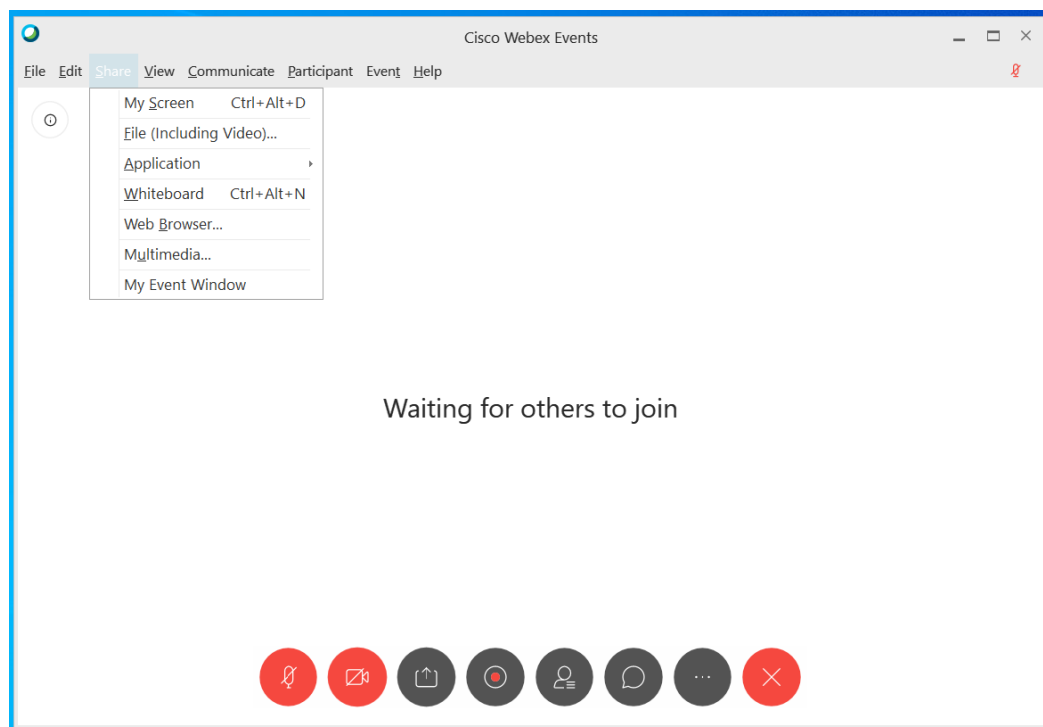 Cisco Webex Events
File Edit Share View Communicate Participant Event Help
My Screen Ctrl+Alt+D
File (Including Video)...
Application
Whiteboard Ctrl+Alt+N
Web Browser...
Multimedia...
My Event Window
Waiting for others to join